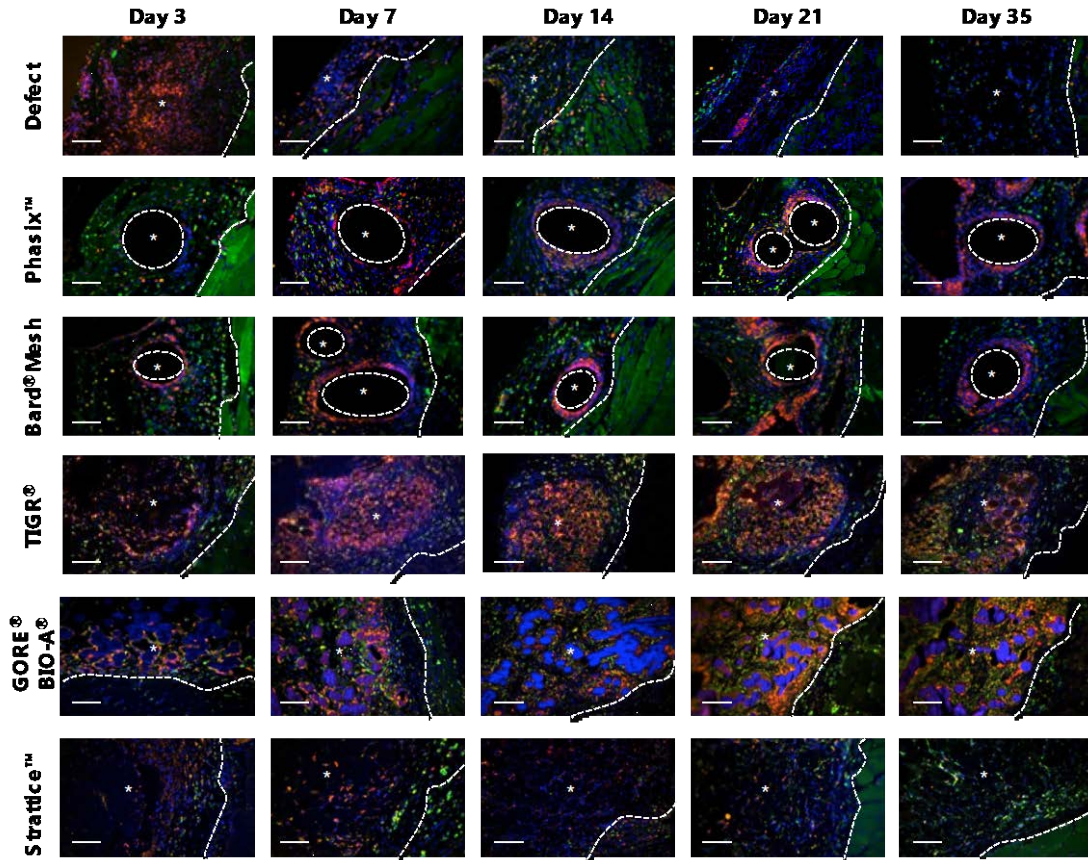 Day 3 Day 7 Day 14 Day 21 Day 35
Defect
Phasix™
Bard®Mesh
TIGR®
GORE®
BIO-A®
Strattice™